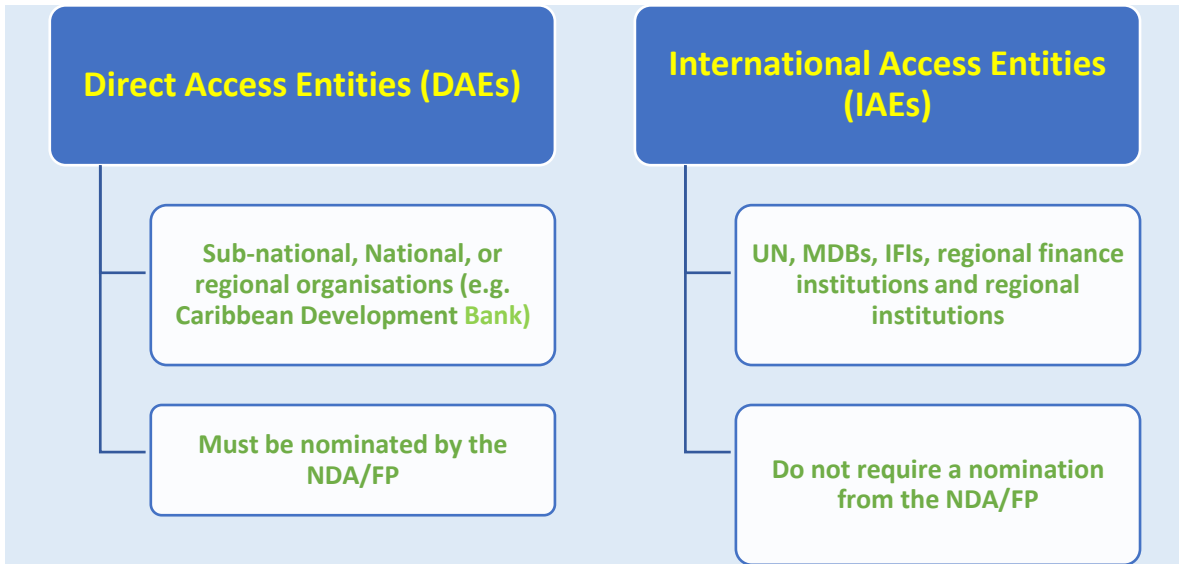 Direct Access Entities (DAEs)
Sub-national, National, or
regional organisations (e.g.
Caribbean Development Bank)
Must be nominated by the
NDA/FP
International Access Entities
(IAEs)
UN, MDBs, IFIs, regional finance
institutions and regional
institutions
Do not require a nomination
from the NDA/FP